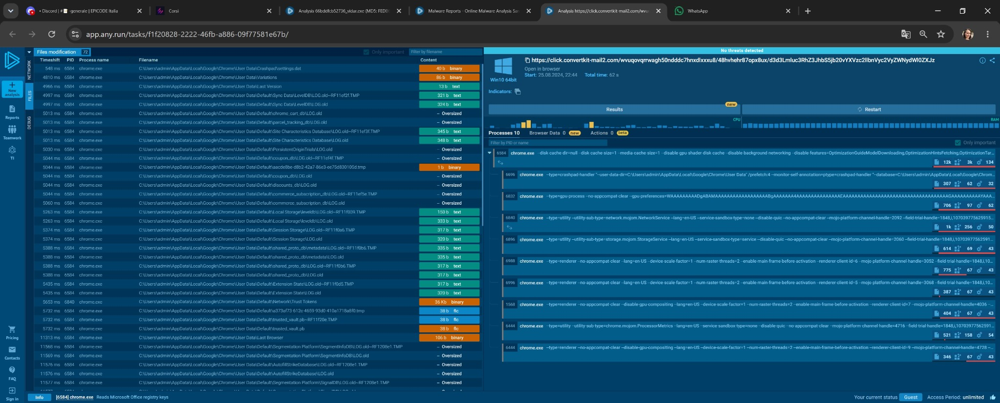 • Discord | #📝-generale | EPICODE Italia
Corsi
Analysis 66bddfcb52736_vidar.exe (MD5: FEDB6
Malware Reports - Online Malware Analysis San
Analysis https://click.convertkit-mail2.com/wvu
WhatsApp
app.any.run/tasks/f1f20828-2222-46fb-a886-09f77581e67b/
New analysis
Reports
Teamwork
TI
Pricing
Contacts
FAQ
Sign in
NETWORK
FILES
DEBUG
Files modification 72
Only important
Filter by filename
Timeshift PID Process name Filename Content
548 ms 6584 chrome.exe C:\Users\admin\AppData\Local\Google\Chrome\User Data\Crashpad\settings.dat 40 b binary
4810 ms 6584 chrome.exe C:\Users\admin\AppData\Local\Google\Chrome\User Data\Variations 86 b binary
4966 ms 6584 chrome.exe C:\Users\admin\AppData\Local\Google\Chrome\User Data\Last Version 13 b text
4997 ms 6584 chrome.exe C:\Users\admin\AppData\Local\Google\Chrome\User Data\Default\Sync Data\LevelDB\LOG.old~RF11ef2f.TMP 321 b text
4997 ms 6584 chrome.exe C:\Users\admin\AppData\Local\Google\Chrome\User Data\Default\Sync Data\LevelDB\LOG.old 324 b text
5013 ms 6584 chrome.exe C:\Users\admin\AppData\Local\Google\Chrome\User Data\Default\chrome_cart_db\LOG.old – Oversized
5013 ms 6584 chrome.exe C:\Users\admin\AppData\Local\Google\Chrome\User Data\Default\parcel_tracking_db\LOG.old – Oversized
5013 ms 6584 chrome.exe C:\Users\admin\AppData\Local\Google\Chrome\User Data\Default\Site Characteristics Database\LOG.old~RF11ef3f.TMP 345 b text
5013 ms 6584 chrome.exe C:\Users\admin\AppData\Local\Google\Chrome\User Data\Default\Site Characteristics Database\LOG.old 348 b text
5030 ms 6584 chrome.exe C:\Users\admin\AppData\Local\Google\Chrome\User Data\Default\PersistentOriginTrials\LOG.old – Oversized
5044 ms 6584 chrome.exe C:\Users\admin\AppData\Local\Google\Chrome\User Data\Default\coupon_db\LOG.old~RF11ef4f.TMP – Oversized
5044 ms 6584 chrome.exe C:\Users\admin\AppData\Local\Google\Chrome\User Data\Default\aacde8be-d8b2-42a7-86e3-ee75d830105d.tmp 1 b binary
5044 ms 6584 chrome.exe C:\Users\admin\AppData\Local\Google\Chrome\User Data\Default\coupon_db\LOG.old – Oversized
5044 ms 6584 chrome.exe C:\Users\admin\AppData\Local\Google\Chrome\User Data\Default\discounts_db\LOG.old – Oversized
5044 ms 6584 chrome.exe C:\Users\admin\AppData\Local\Google\Chrome\User Data\Default\commerce_subscription_db\LOG.old~RF11ef5e.TMP – Oversized
5060 ms 6584 chrome.exe C:\Users\admin\AppData\Local\Google\Chrome\User Data\Default\commerce_subscription_db\LOG.old – Oversized
5263 ms 6584 chrome.exe C:\Users\admin\AppData\Local\Google\Chrome\User Data\Default\Local Storage\leveldb\LOG.old~RF11f039.TMP 150 b text
5263 ms 6584 chrome.exe C:\Users\admin\AppData\Local\Google\Chrome\User Data\Default\Local Storage\leveldb\LOG.old 333 b text
5374 ms 6584 chrome.exe C:\Users\admin\AppData\Local\Google\Chrome\User Data\Default\Session Storage\LOG.old~RF11f0a6.TMP 317 b text
5374 ms 6584 chrome.exe C:\Users\admin\AppData\Local\Google\Chrome\User Data\Default\Session Storage\LOG.old 320 b text
5388 ms 6584 chrome.exe C:\Users\admin\AppData\Local\Google\Chrome\User Data\Default\shared_proto_db\metadata\LOG.old~RF11f0b6.TMP 335 b text
5388 ms 6584 chrome.exe C:\Users\admin\AppData\Local\Google\Chrome\User Data\Default\shared_proto_db\metadata\LOG.old 335 b text
5388 ms 6584 chrome.exe C:\Users\admin\AppData\Local\Google\Chrome\User Data\Default\shared_proto_db\LOG.old~RF11f0b6.TMP 317 b text
5388 ms 6584 chrome.exe C:\Users\admin\AppData\Local\Google\Chrome\User Data\Default\shared_proto_db\LOG.old 317 b text
5435 ms 6584 chrome.exe C:\Users\admin\AppData\Local\Google\Chrome\User Data\Default\Extension State\LOG.old~RF11f0d5.TMP 317 b text
5435 ms 6584 chrome.exe C:\Users\admin\AppData\Local\Google\Chrome\User Data\Default\Extension State\LOG.old 320 b text
5653 ms 6840 chrome.exe C:\Users\admin\AppData\Local\Google\Chrome\User Data\Default\Network\Trust Tokens 36 Kb binary
5732 ms 6584 chrome.exe C:\Users\admin\AppData\Local\Google\Chrome\User Data\Default\a373af73-612c-4659-93d0-410a1718a8f0.tmp 38 b flc
5732 ms 6584 chrome.exe C:\Users\admin\AppData\Local\Google\Chrome\User Data\Default\trusted_vault.pb~RF11f20e.TMP 38 b flc
5732 ms 6584 chrome.exe C:\Users\admin\AppData\Local\Google\Chrome\User Data\Default\trusted_vault.pb 38 b flc
11313 ms 6584 chrome.exe C:\Users\admin\AppData\Local\Google\Chrome\User Data\Last Browser 106 b binary
11568 ms 6584 chrome.exe C:\Users\admin\AppData\Local\Google\Chrome\User Data\Default\Segmentation Platform\SegmentInfoDB\LOG.old~RF1208e1.TMP – Oversized
11569 ms 6584 chrome.exe C:\Users\admin\AppData\Local\Google\Chrome\User Data\Default\Segmentation Platform\SegmentInfoDB\LOG.old – Oversized
11576 ms 6584 chrome.exe C:\Users\admin\AppData\Local\Google\Chrome\User Data\Default\AutofillStrikeDatabase\LOG.old~RF1208e1.TMP – Oversized
11576 ms 6584 chrome.exe C:\Users\admin\AppData\Local\Google\Chrome\User Data\Default\AutofillStrikeDatabase\LOG.old – Oversized
11577 ms 6584 chrome.exe C:\Users\admin\AppData\Local\Google\Chrome\User Data\Default\Segmentation Platform\SignalDB\LOG.old~RF1208e1.TMP – Oversized
Info [6584] chrome.exe Reads Microsoft Office registry keys
No threats detected
Win10 64bit
https://click.convertkit-mail2.com/wvuqovqrrwagh50ndddc7hnxdlxxxu8/48hvhehr87opx8ux/d3d3Lmluc3RhZ3JhbS5jb20vYXVzc2llbnVyc2VyZWNydWl0ZXJz
Open in browser
Start: 25.08.2024, 22:44 Total time: 62 s
Indicators:
Results new
Restart
CPU
RAM
Processes 10 Browser Data 0 new Actions 0 beta
Filter by PID or name
Only important
6584 chrome.exe --disk-cache-dir=null --disk-cache-size=1 --media-cache-size=1 --disable-gpu-shader-disk-cache --disable-background-networking --disable-features=OptimizationGuideModelDownloading,OptimizationHintsFetching,OptimizationTar...
12k 3k 134
6696 chrome.exe --type=crashpad-handler "--user-data-dir=C:\Users\admin\AppData\Local\Google\Chrome\User Data" /prefetch:4 --monitor-self-annotation=ptype=crashpad-handler "--database=C:\Users\admin\AppData\Local\Google\Chrom...
307 62 32
6832 chrome.exe
706 97 62
6840 chrome.exe --type=utility --utility-sub-type=network.mojom.NetworkService --lang=en-US --service-sandbox-type=none --disable-quic --no-appcompat-clear --mojo-platform-channel-handle=2092 --field-trial-handle=1848,i,107039775625915...
1k 256 50
6896 chrome.exe --type=utility --utility-sub-type=storage.mojom.StorageService --lang=en-US --service-sandbox-type=service --disable-quic --no-appcompat-clear --mojo-platform-channel-handle=2060 --field-trial-handle=1848,i,10703977562591...
614 69 43
6988 chrome.exe --type=renderer --no-appcompat-clear --lang=en-US --device-scale-factor=1 --num-raster-threads=2 --enable-main-frame-before-activation --renderer-client-id=6 --mojo-platform-channel-handle=3052 --field-trial-handle=1848,i,10...
775 67 43
6996 chrome.exe --type=renderer --no-appcompat-clear --lang=en-US --device-scale-factor=1 --num-raster-threads=2 --enable-main-frame-before-activation --renderer-client-id=5 --mojo-platform-channel-handle=3068 --field-trial-handle=1848,i,10...
387 67 43
1568 chrome.exe --type=renderer --no-appcompat-clear --disable-gpu-compositing --lang=en-US --device-scale-factor=1 --num-raster-threads=2 --enable-main-frame-before-activation --renderer-client-id=7 --mojo-platform-channel-handle=4036 --...
404 67 43
6444 chrome.exe --type=utility --utility-sub-type=chrome.mojom.ProcessorMetrics --lang=en-US --service-sandbox-type=none --disable-quic --no-appcompat-clear --mojo-platform-channel-handle=4716 --field-trial-handle=1848,i,10703977562591...
521 158 54
6444 chrome.exe --type=renderer --no-appcompat-clear --disable-gpu-compositing --lang=en-US --device-scale-factor=1 --num-raster-threads=2 --enable-main-frame-before-activation --renderer-client-id=9 --mojo-platform-channel-handle=4728 --...
346 67 43
Your current status Guest Access Period: unlimited